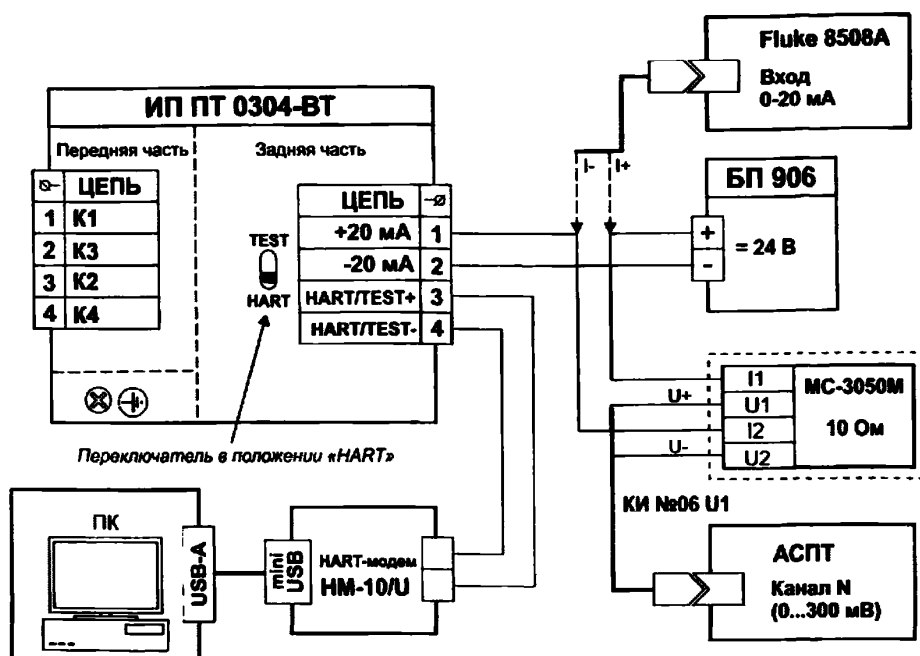 Fluke 8508A
Вход
0-20 мА
ИП ПТ 0304-ВТ
Передняя часть
Задняя часть
ЦЕПЬ
1 К1
2 К3
3 К2
4 К4
TEST
HART
ЦЕПЬ
+20 мА 1
-20 мА 2
HART/TEST+ 3
HART/TEST- 4
I- I+
БП 906
+
-
= 24 В
Переключатель в положении «HART»
I1
U1
I2
U2
МС-3050М
10 Ом
U+
U-
КИ №06 U1
ПК
USB-A
mini
USB
HART-модем
HM-10/U
АСПТ
Канал N
(0...300 мВ)